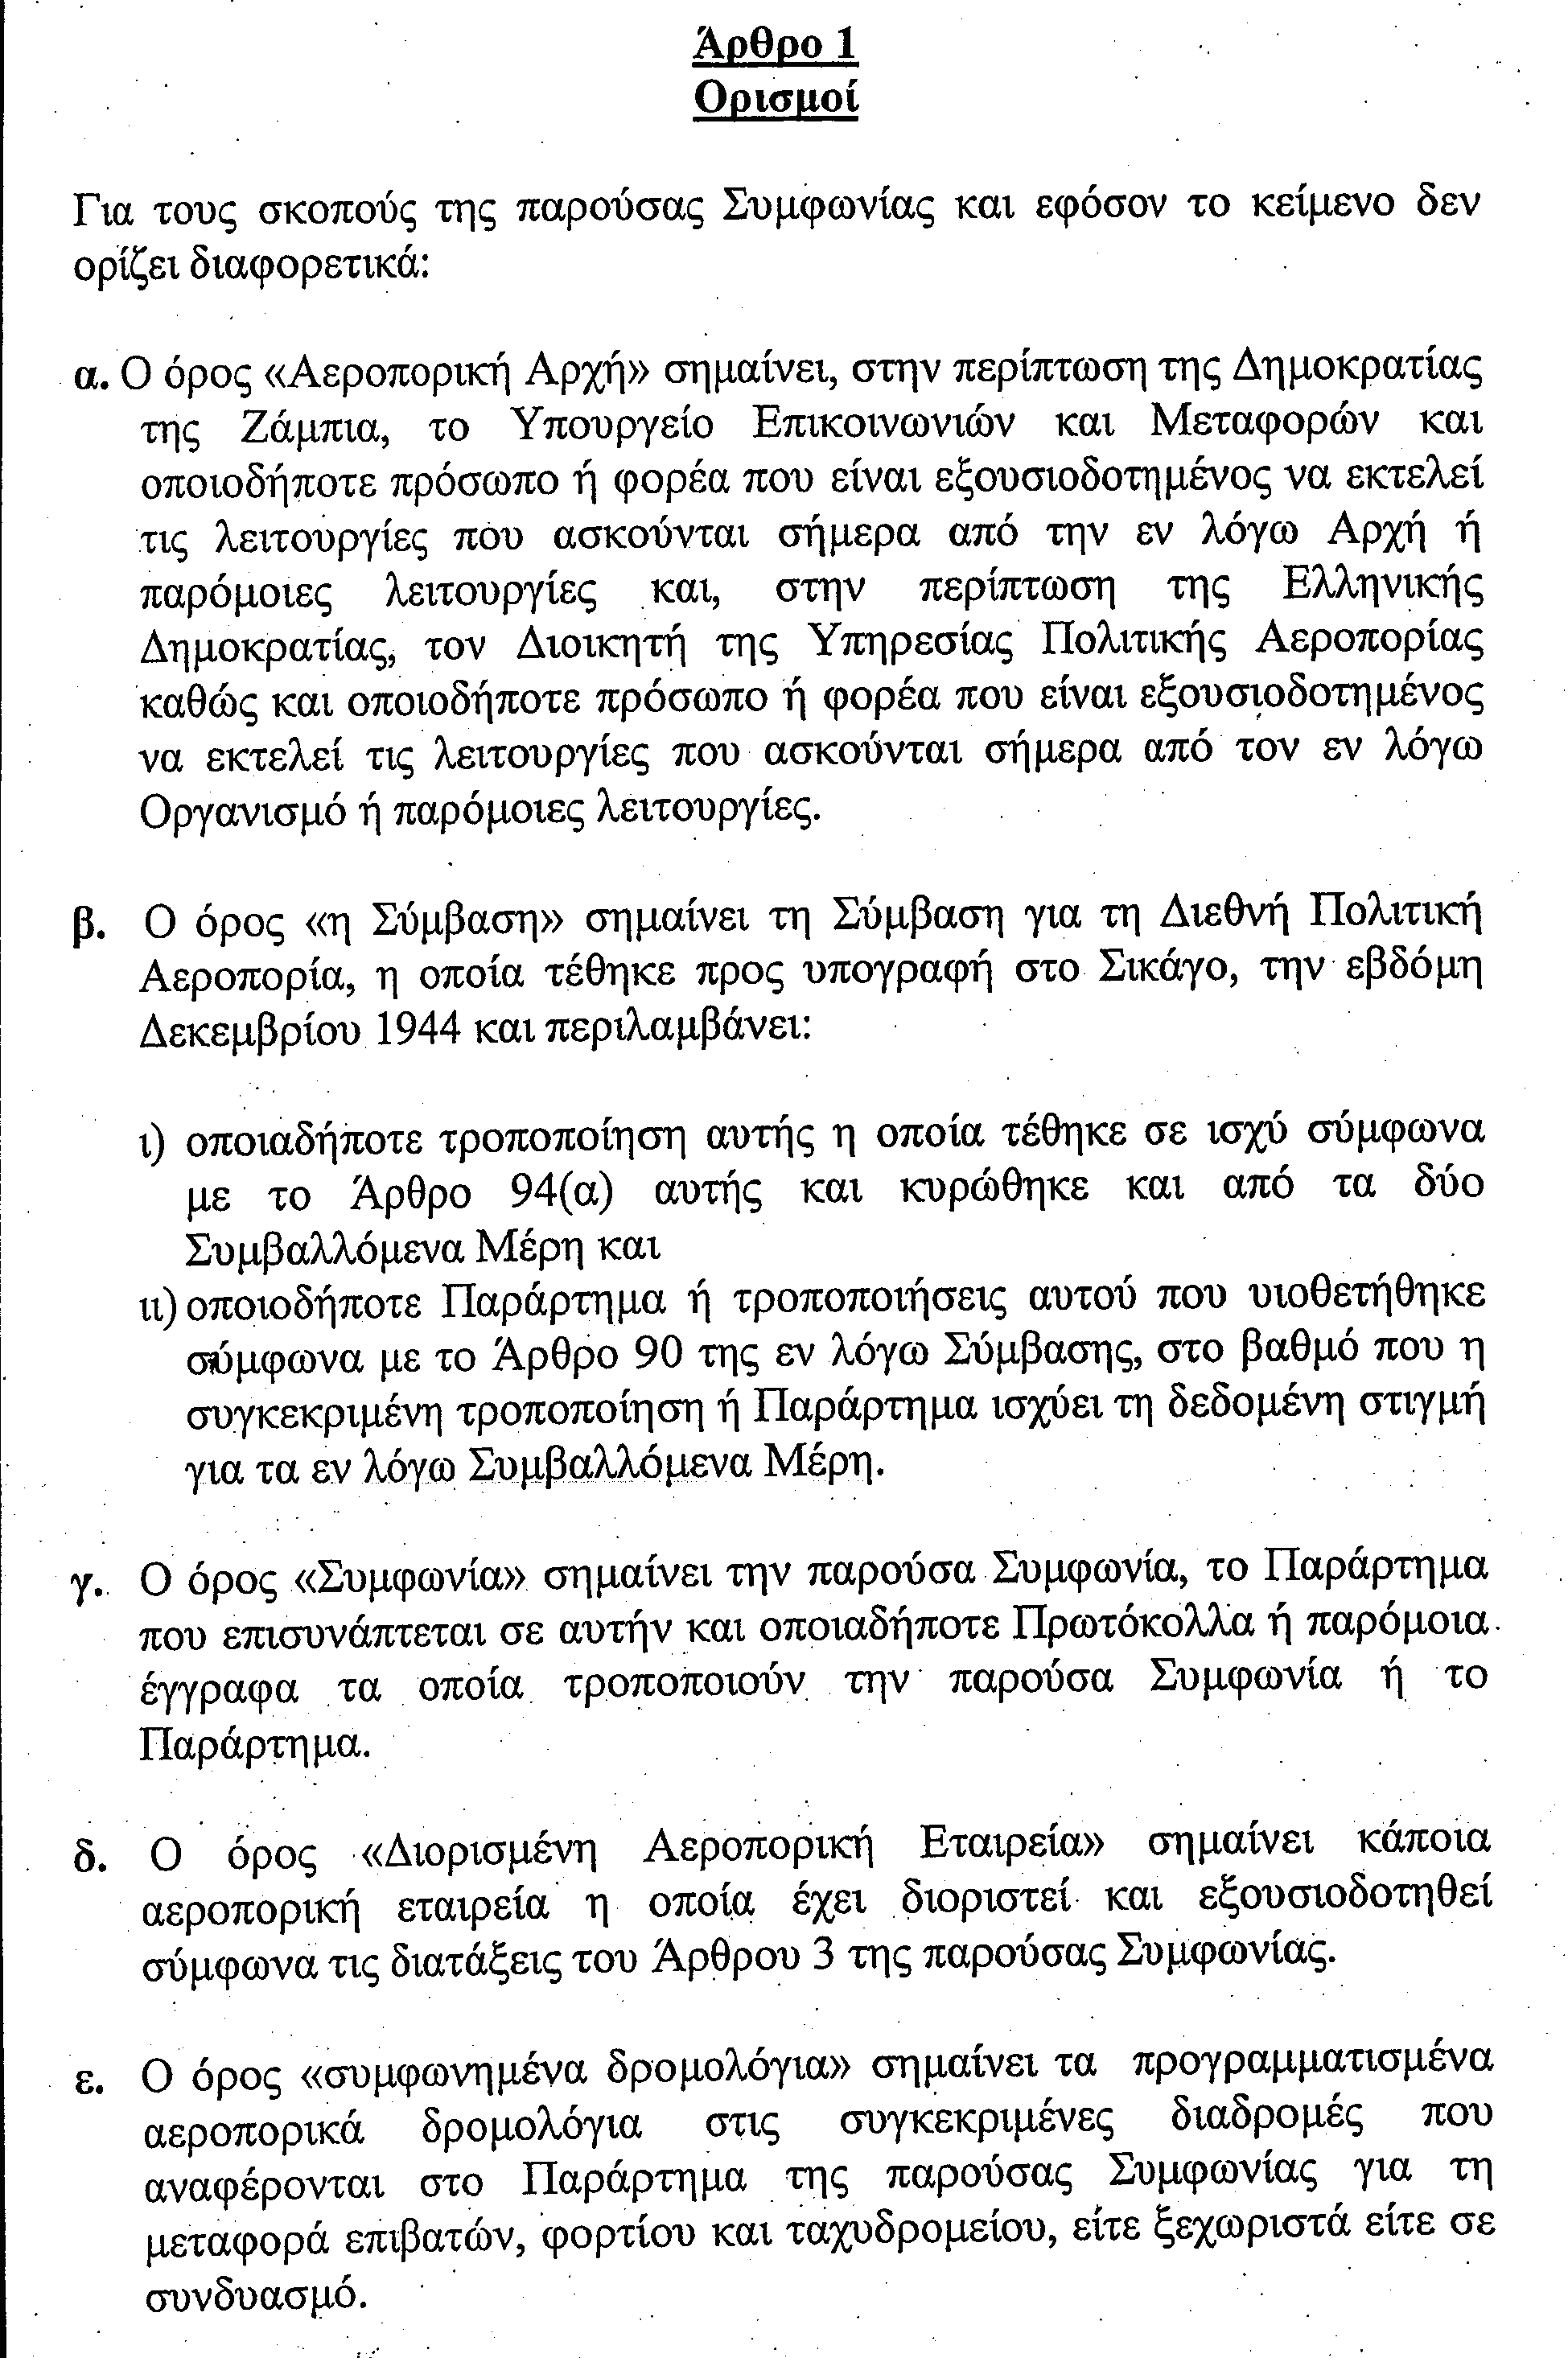 Άρθρο 1
Ορισμοί
Για τους σκοπούς της παρούσας Συμφωνίας και εφόσον το κείμενο δεν
ορίζει διαφορετικά:
α. Ο όρος «Αεροπορική Αρχή» σημαίνει, στην περίπτωση της Δημοκρατίας
της Ζάμπια, το Υπουργείο Επικοινωνιών και Μεταφορών και
οποιοδήποτε πρόσωπο ή φορέα που είναι εξουσιοδοτημένος να εκτελεί
τις λειτουργίες που ασκούνται σήμερα από την εν λόγω Αρχή ή
παρόμοιες λειτουργίες και, στην περίπτωση της Ελληνικής
Δημοκρατίας, τον Διοικητή της Υπηρεσίας Πολιτικής Αεροπορίας
καθώς και οποιοδήποτε πρόσωπο ή φορέα που είναι εξουσιοδοτημένος
να εκτελεί τις λειτουργίες που ασκούνται σήμερα από τον εν λόγω
Οργανισμό ή παρόμοιες λειτουργίες.
β. Ο όρος «η Σύμβαση» σημαίνει τη Σύμβαση για τη Διεθνή Πολιτική
Αεροπορία, η οποία τέθηκε προς υπογραφή στο Σικάγο, την εβδόμη
Δεκεμβρίου 1944 και περιλαμβάνει:
ι) οποιαδήποτε τροποποίηση αυτής η οποία τέθηκε σε ισχύ σύμφωνα
με το Άρθρο 94(α) αυτής και κυρώθηκε και από τα δύο
Συμβαλλόμενα Μέρη και
ιι) οποιοδήποτε Παράρτημα ή τροποποιήσεις αυτού που υιοθετήθηκε
σύμφωνα με το Άρθρο 90 της εν λόγω Σύμβασης, στο βαθμό που η
συγκεκριμένη τροποποίηση ή Παράρτημα ισχύει τη δεδομένη στιγμή
για τα εν λόγω Συμβαλλόμενα Μέρη.
γ. Ο όρος «Συμφωνία» σημαίνει την παρούσα Συμφωνία, το Παράρτημα
που επισυνάπτεται σε αυτήν και οποιαδήποτε Πρωτόκολλα ή παρόμοια
έγγραφα τα οποία τροποποιούν την παρούσα Συμφωνία ή το
Παράρτημα.
δ. Ο όρος «Διορισμένη Αεροπορική Εταιρεία» σημαίνει κάποια
αεροπορική εταιρεία η οποία έχει διοριστεί και εξουσιοδοτηθεί
σύμφωνα τις διατάξεις του Άρθρου 3 της παρούσας Συμφωνίας.
ε. Ο όρος «συμφωνημένα δρομολόγια» σημαίνει τα προγραμματισμένα
αεροπορικά δρομολόγια στις συγκεκριμένες διαδρομές που
αναφέρονται στο Παράρτημα της παρούσας Συμφωνίας για τη
μεταφορά επιβατών, φορτίου και ταχυδρομείου, είτε ξεχωριστά είτε σε
συνδυασμό.